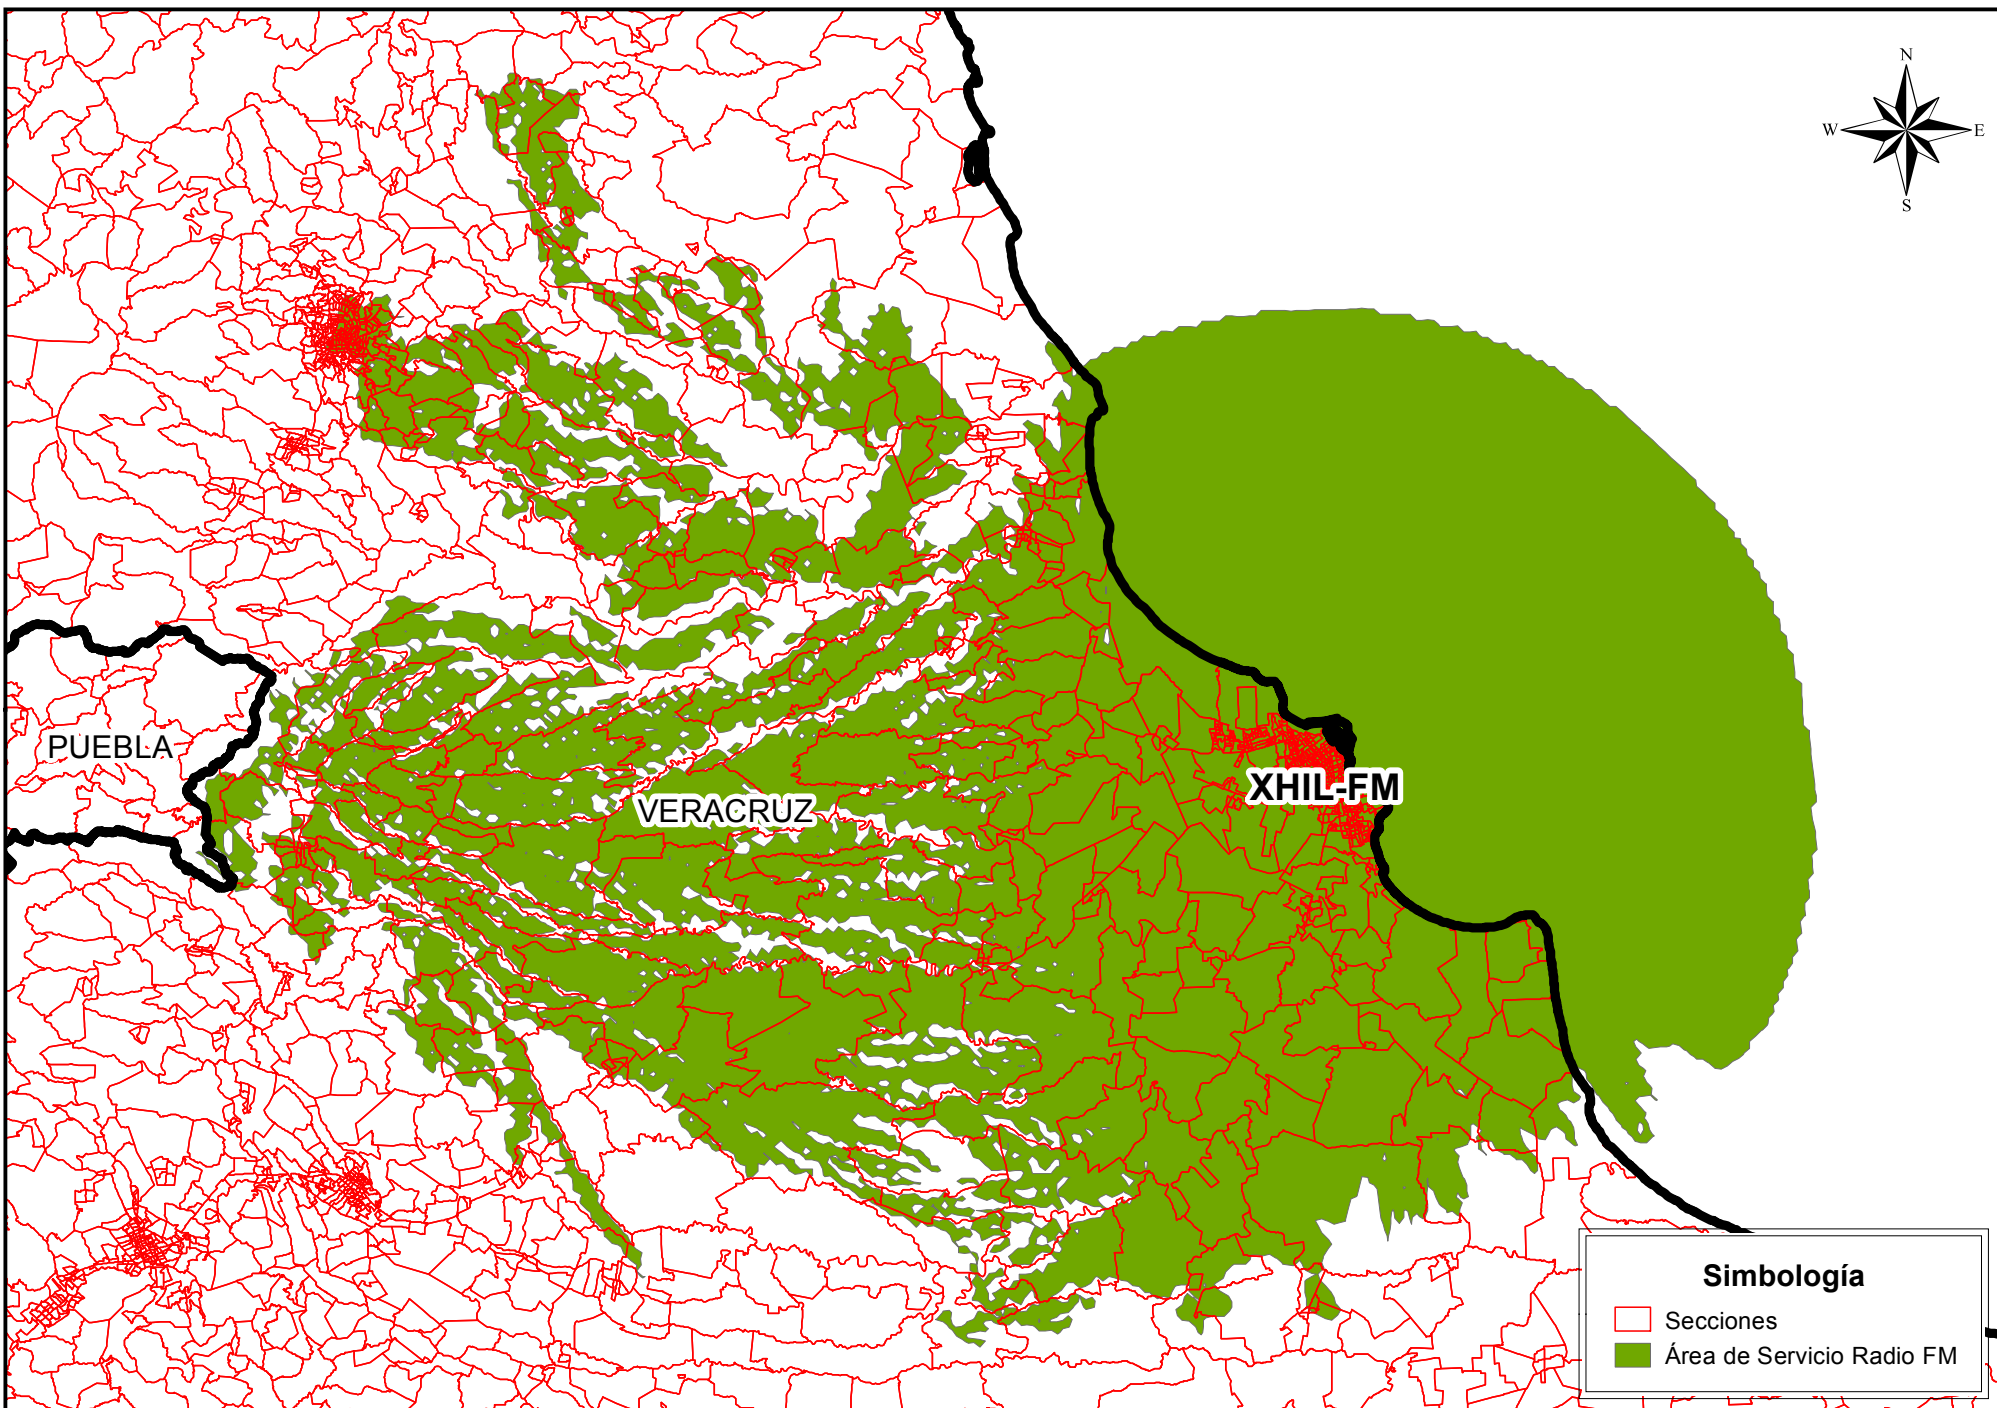 N
W E
S
PUEBLA
VERACRUZ
XHIL-FM
Simbología
Secciones
Área de Servicio Radio FM